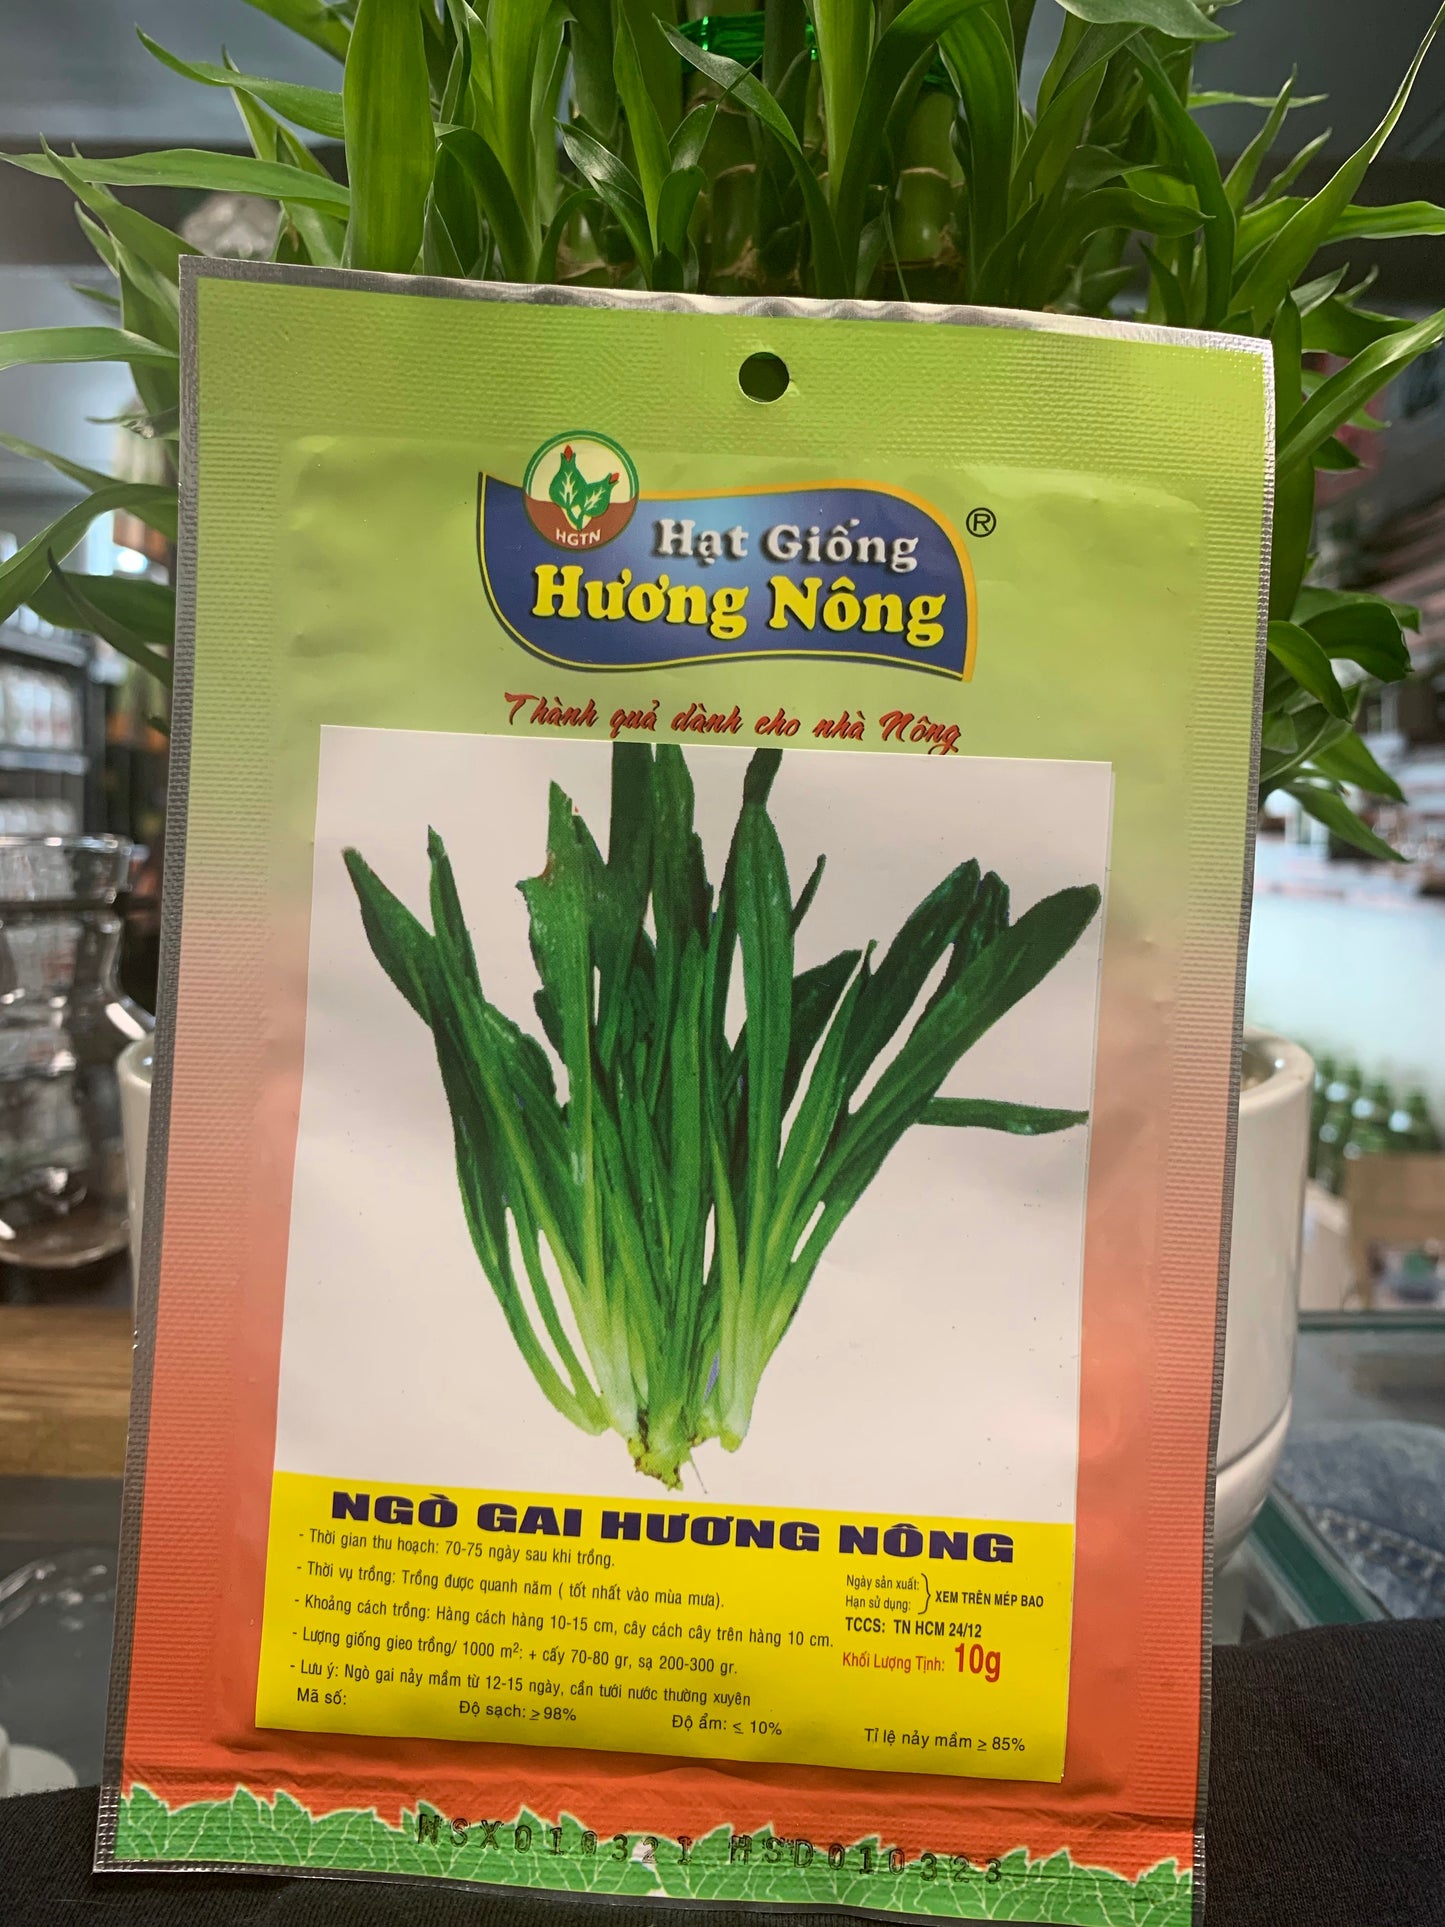 HGTN
Hạt Giống
®
Hương Nông
Thành quả dành cho nhà Nông
NGÒ GAI HƯƠNG NÔNG
- Thời gian thu hoạch: 70-75 ngày sau khi trồng.
- Thời vụ trồng: Trồng được quanh năm ( tốt nhất vào mùa mưa).
- Khoảng cách trồng: Hàng cách hàng 10-15 cm, cây cách cây trên hàng 10 cm.
- Lượng giống gieo trồng/ 1000 m²: + cấy 70-80 gr, sạ 200-300 gr.
- Lưu ý: Ngò gai nảy mầm từ 12-15 ngày, cần tưới nước thường xuyên
Ngày sản xuất:
Hạn sử dụng:
XEM TRÊN MÉP BAO
TCCS: TN HCM 24/12
Khối Lượng Tịnh: 10g
Mã số:
Độ sạch: ≥ 98%
Độ ẩm: ≤ 10%
Tỉ lệ nảy mầm ≥ 85%
NSX010321 HSD010323